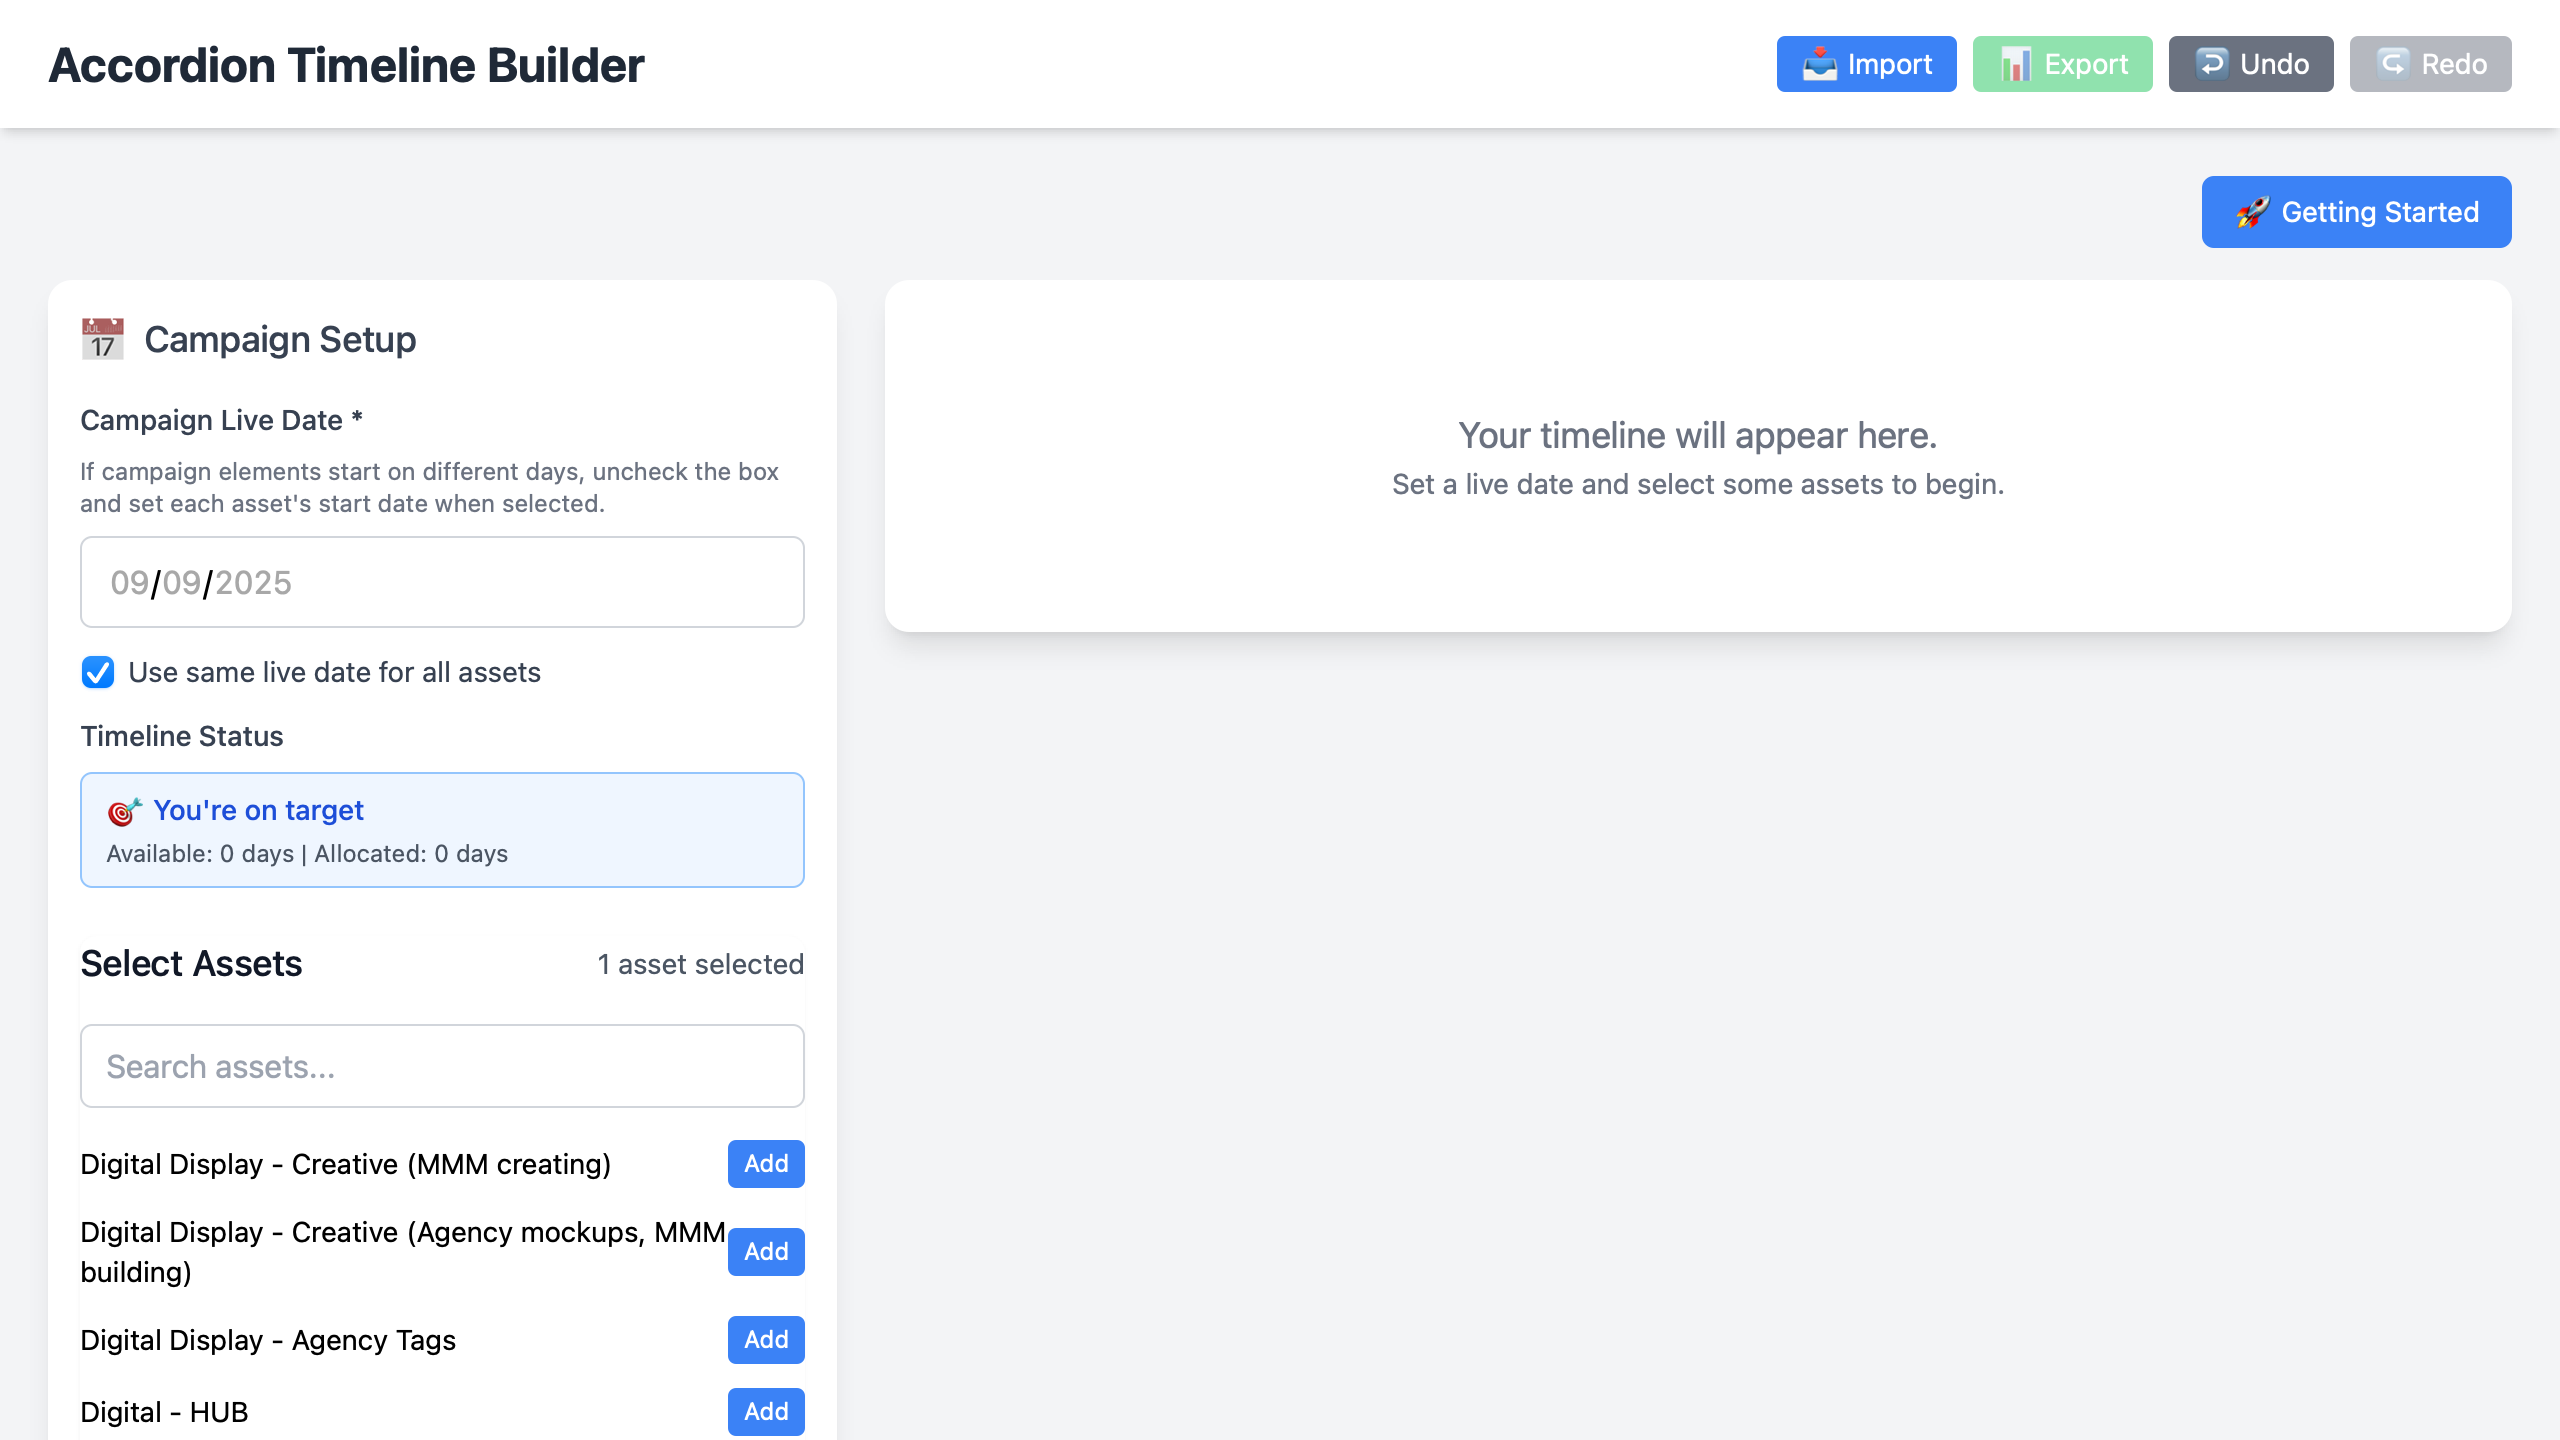 Accordion Timeline Builder
Import
Export
Undo
Redo
Getting Started
JUL
17
Campaign Setup
Campaign Live Date *
If campaign elements start on different days, uncheck the box
and set each asset's start date when selected.
09/09/2025
Use same live date for all assets
Timeline Status
You're on target
Available: 0 days | Allocated: 0 days
Select Assets
1 asset selected
Search assets...
Digital Display - Creative (MMM creating)
Add
Digital Display - Creative (Agency mockups, MMM
building)
Add
Digital Display - Agency Tags
Add
Digital - HUB
Add
Your timeline will appear here.
Set a live date and select some assets to begin.